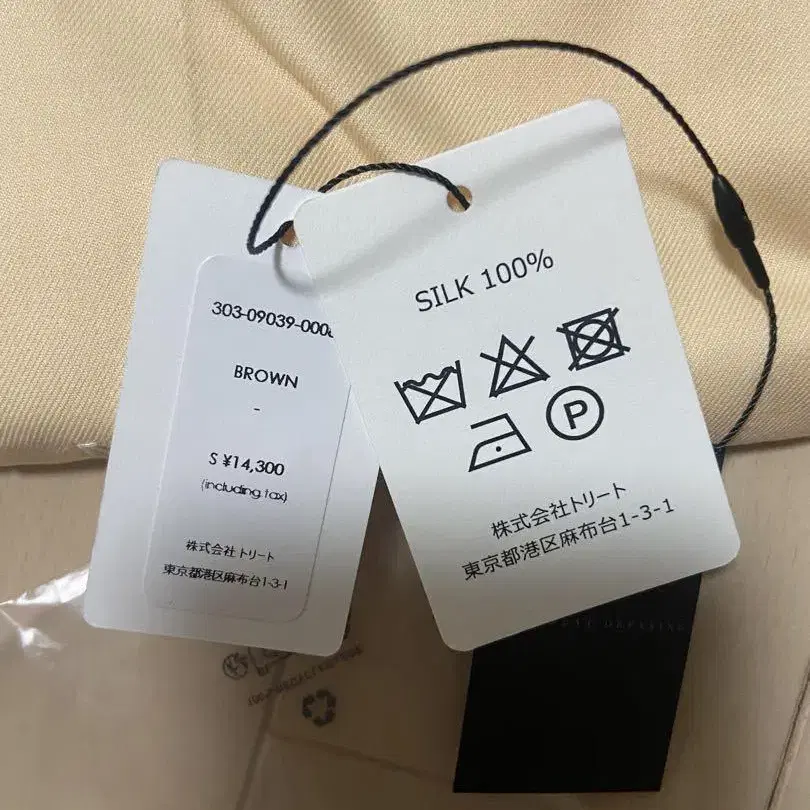 303-09039-000
BROWN
-
S ¥14,300
(including tax)
株式会社トリート
東京都港区麻布台1-3-1
SILK 100%
P
株式会社トリート
東京都港区麻布台1-3-1